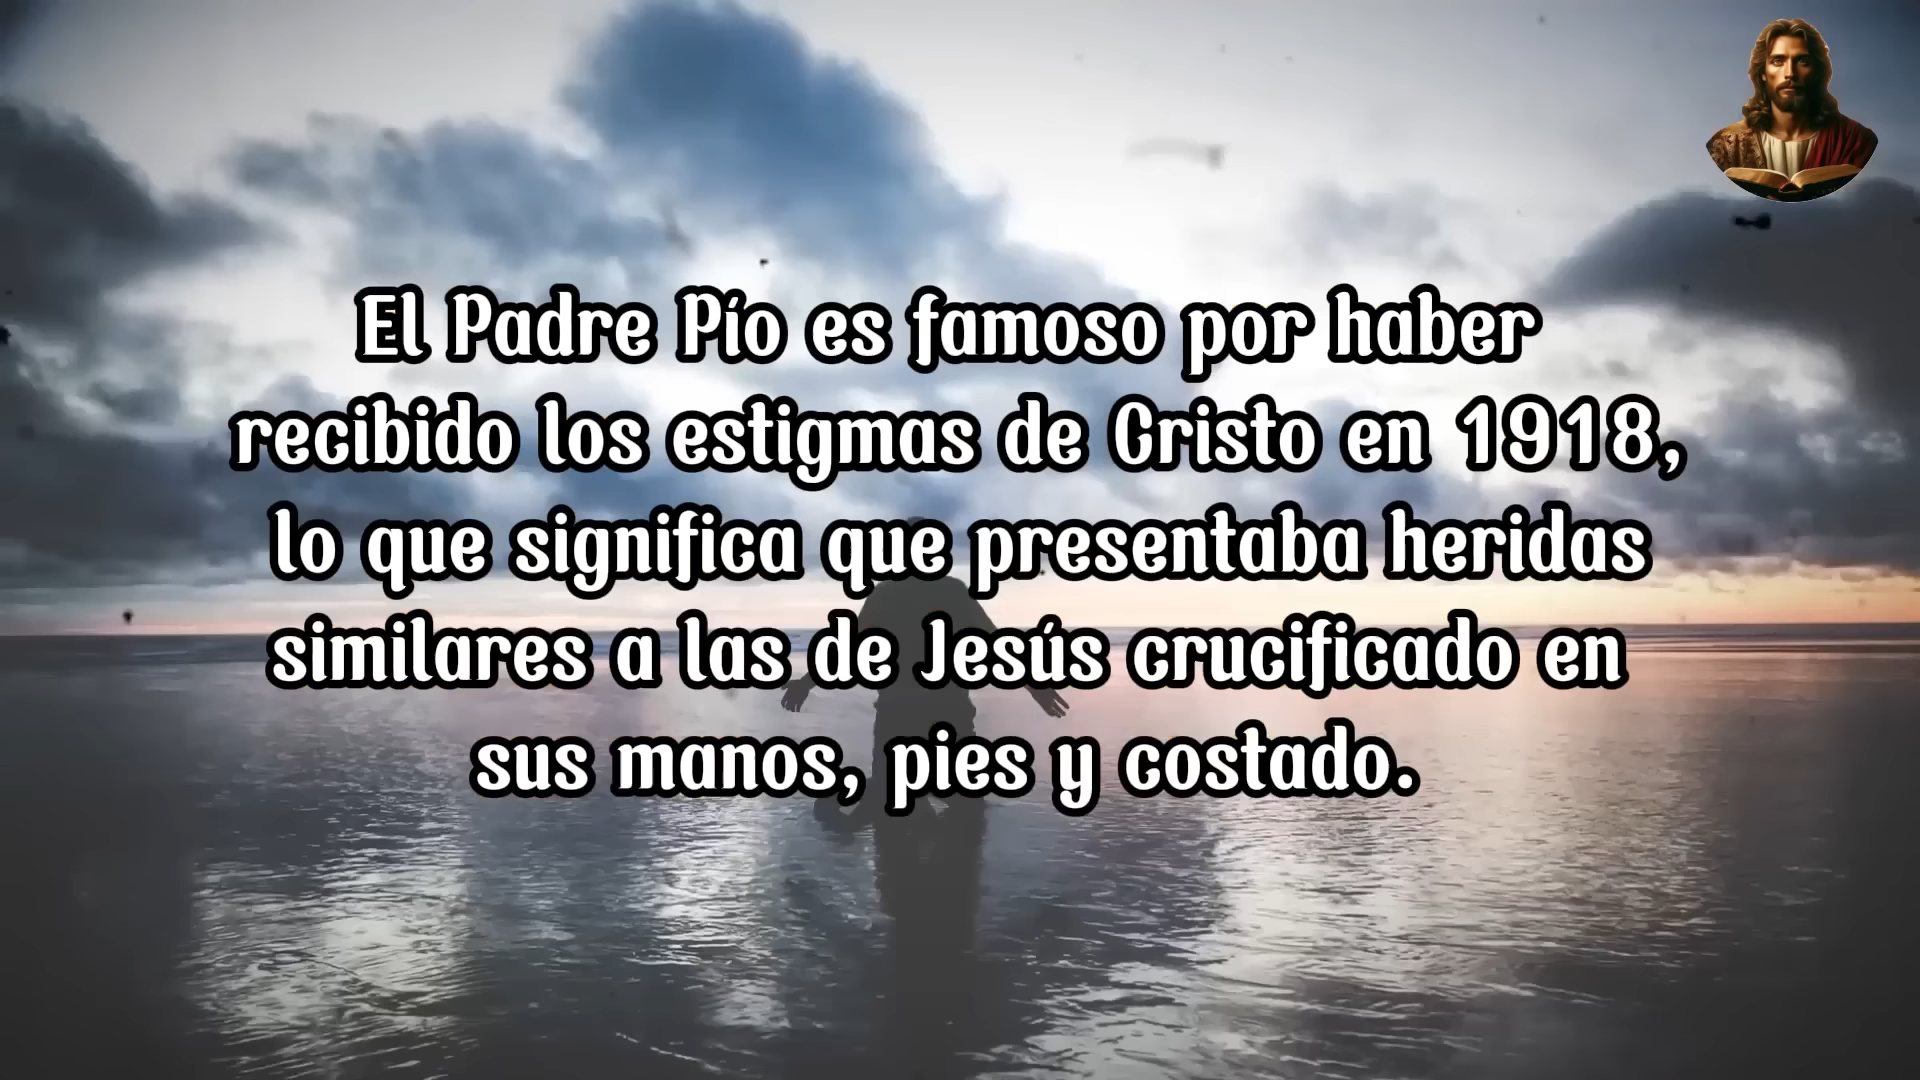 El Padre Pío es famoso por haber
recibido los estigmas de Cristo en 1918,
lo que significa que presentaba heridas
similares a las de Jesús crucificado en
sus manos, pies y costado.